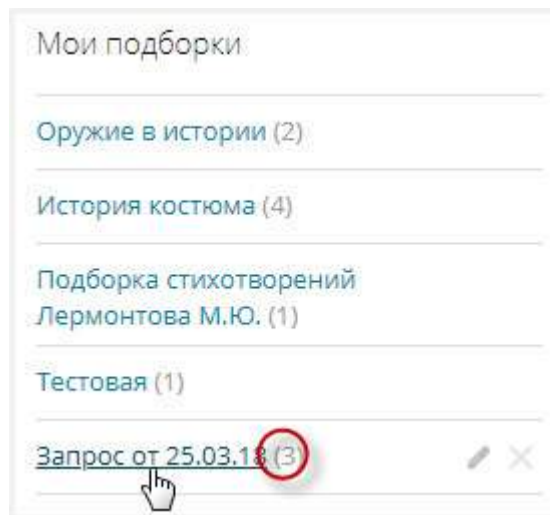 Мои подборки
Оружие в истории (2)
История костюма (4)
Подборка стихотворений
Лермонтова М.Ю. (1)
Тестовая (1)
Запрос от 25.03.18 (3)